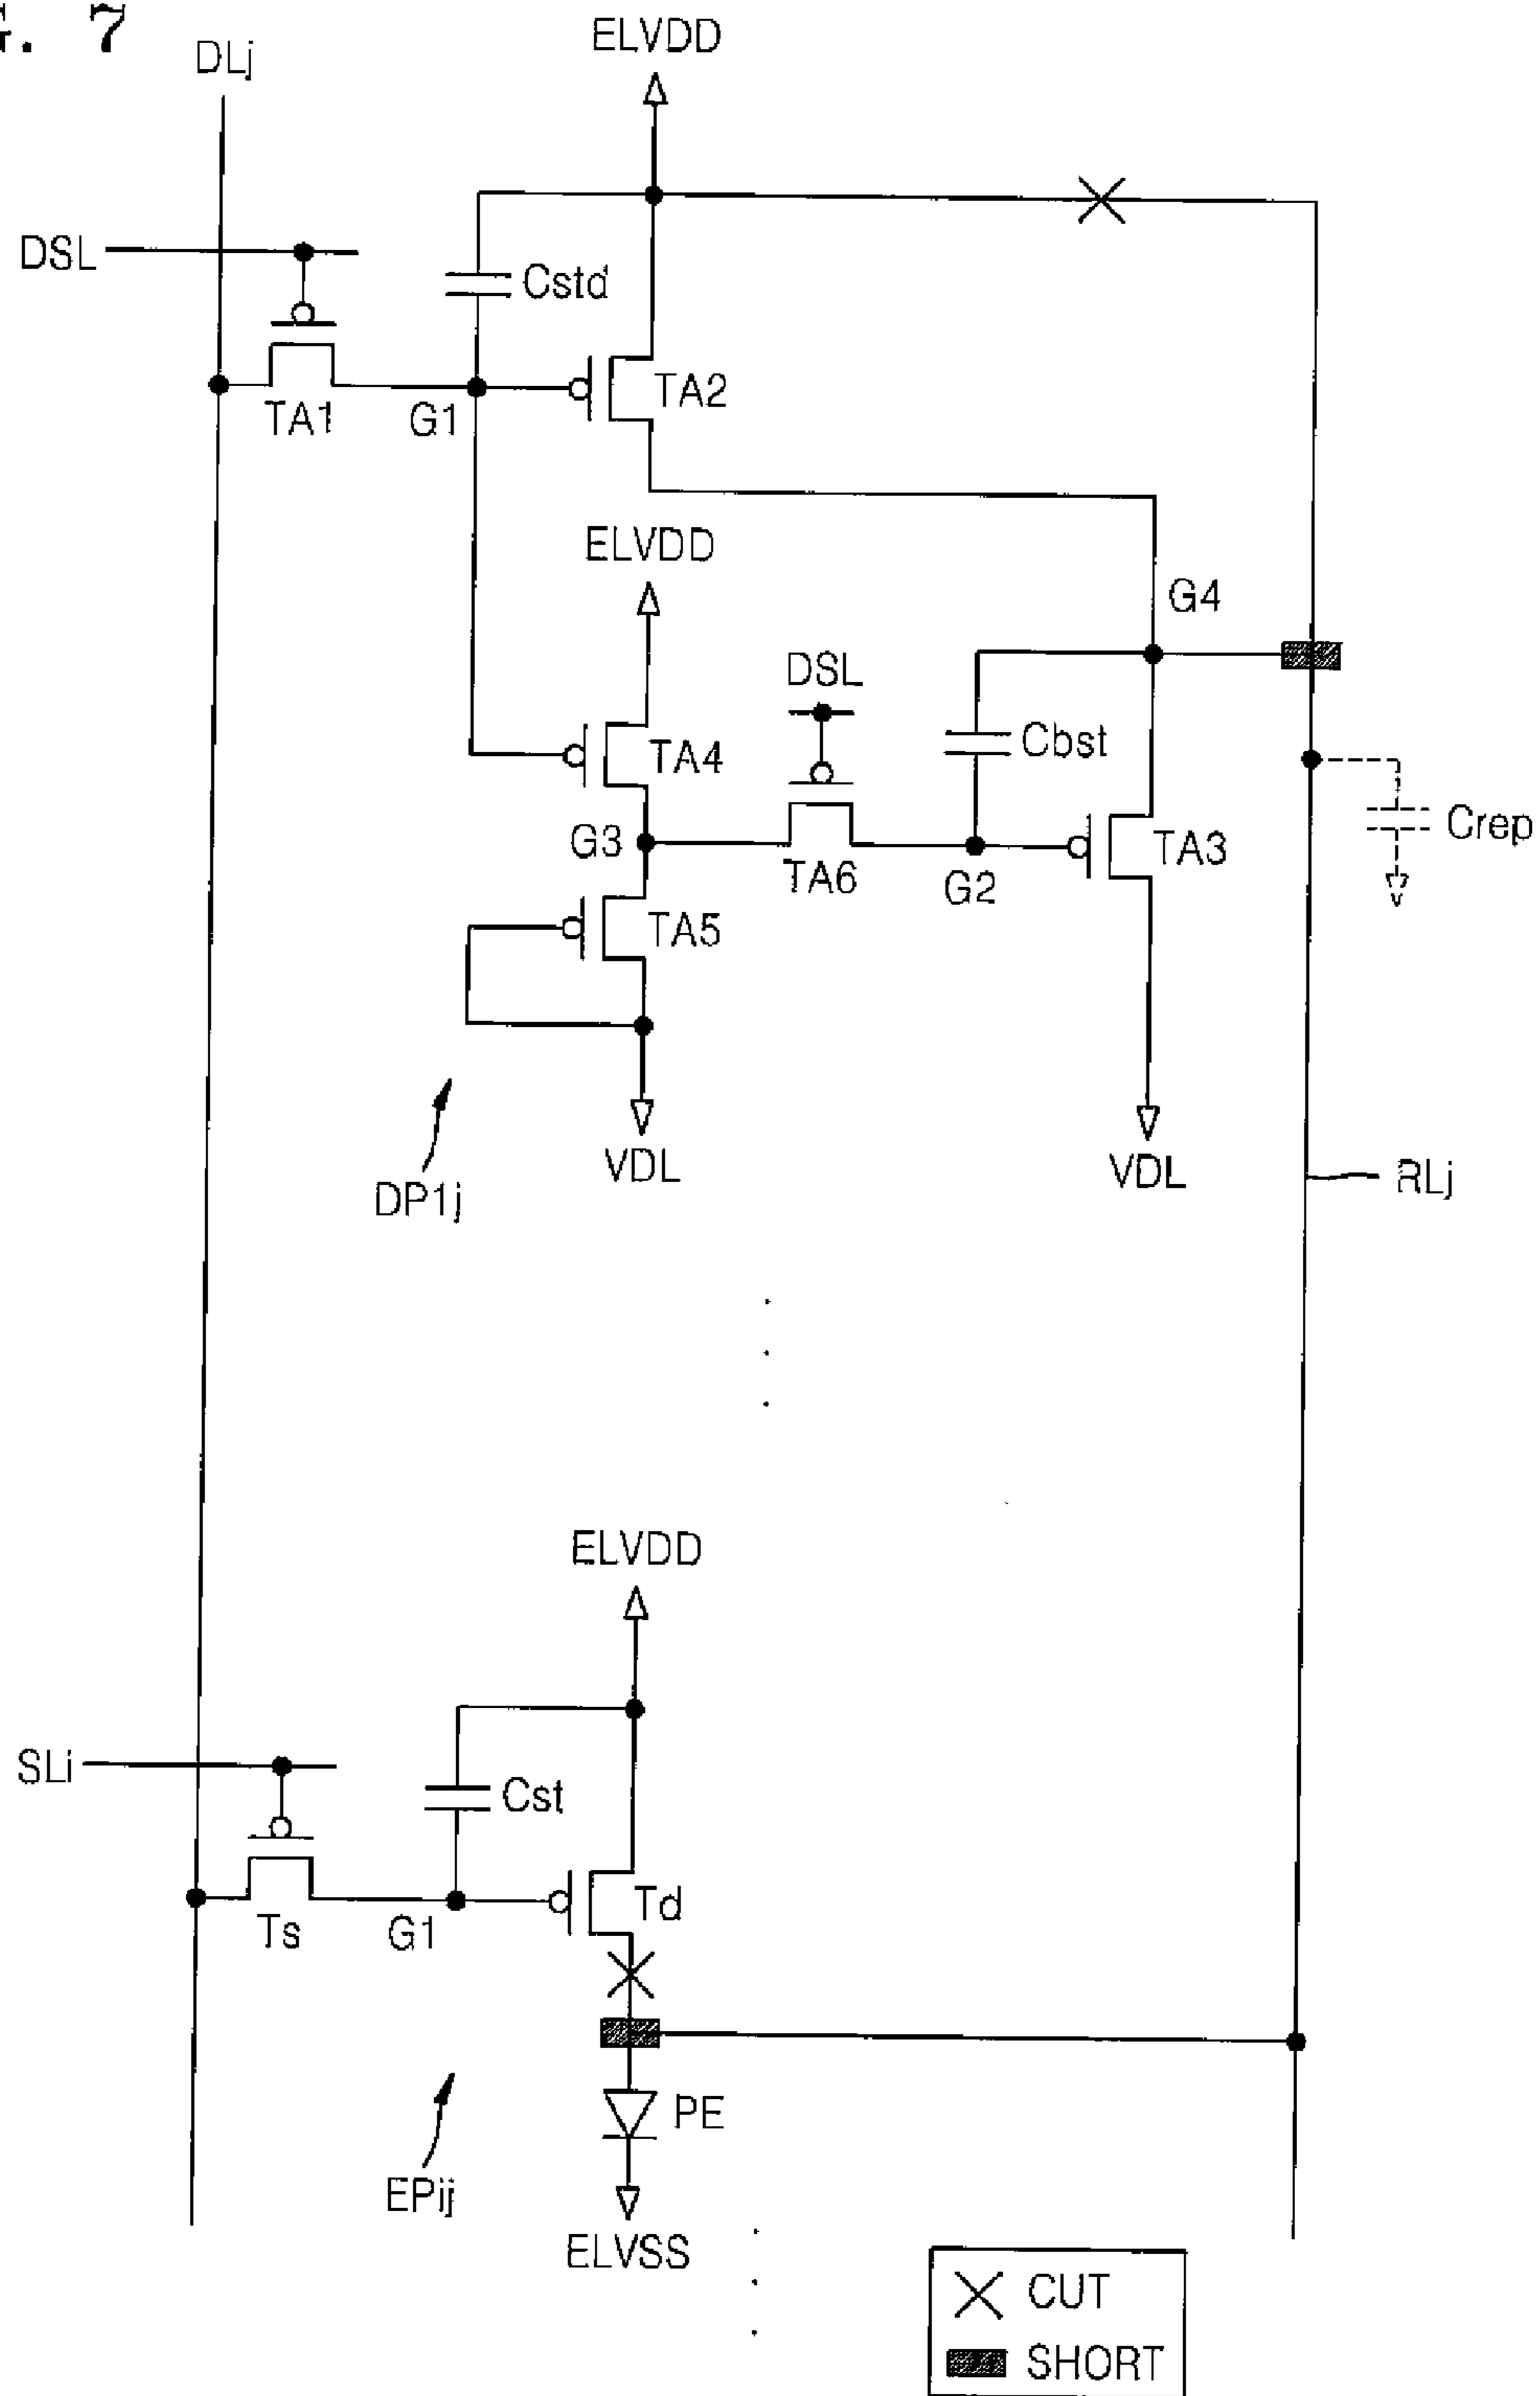 G. 7
DLj
ELVDD
DSL
Cstd
TA1
G1
TA2
ELVDD
G4
DSL
Cbst
TA4
G3
TA6
G2
TA3
Crep
TA5
VDL
VDL
DP1j
RLj
ELVDD
SLi
Cst
Ts
G1
Td
PE
EPij
ELVSS
CUT
SHORT